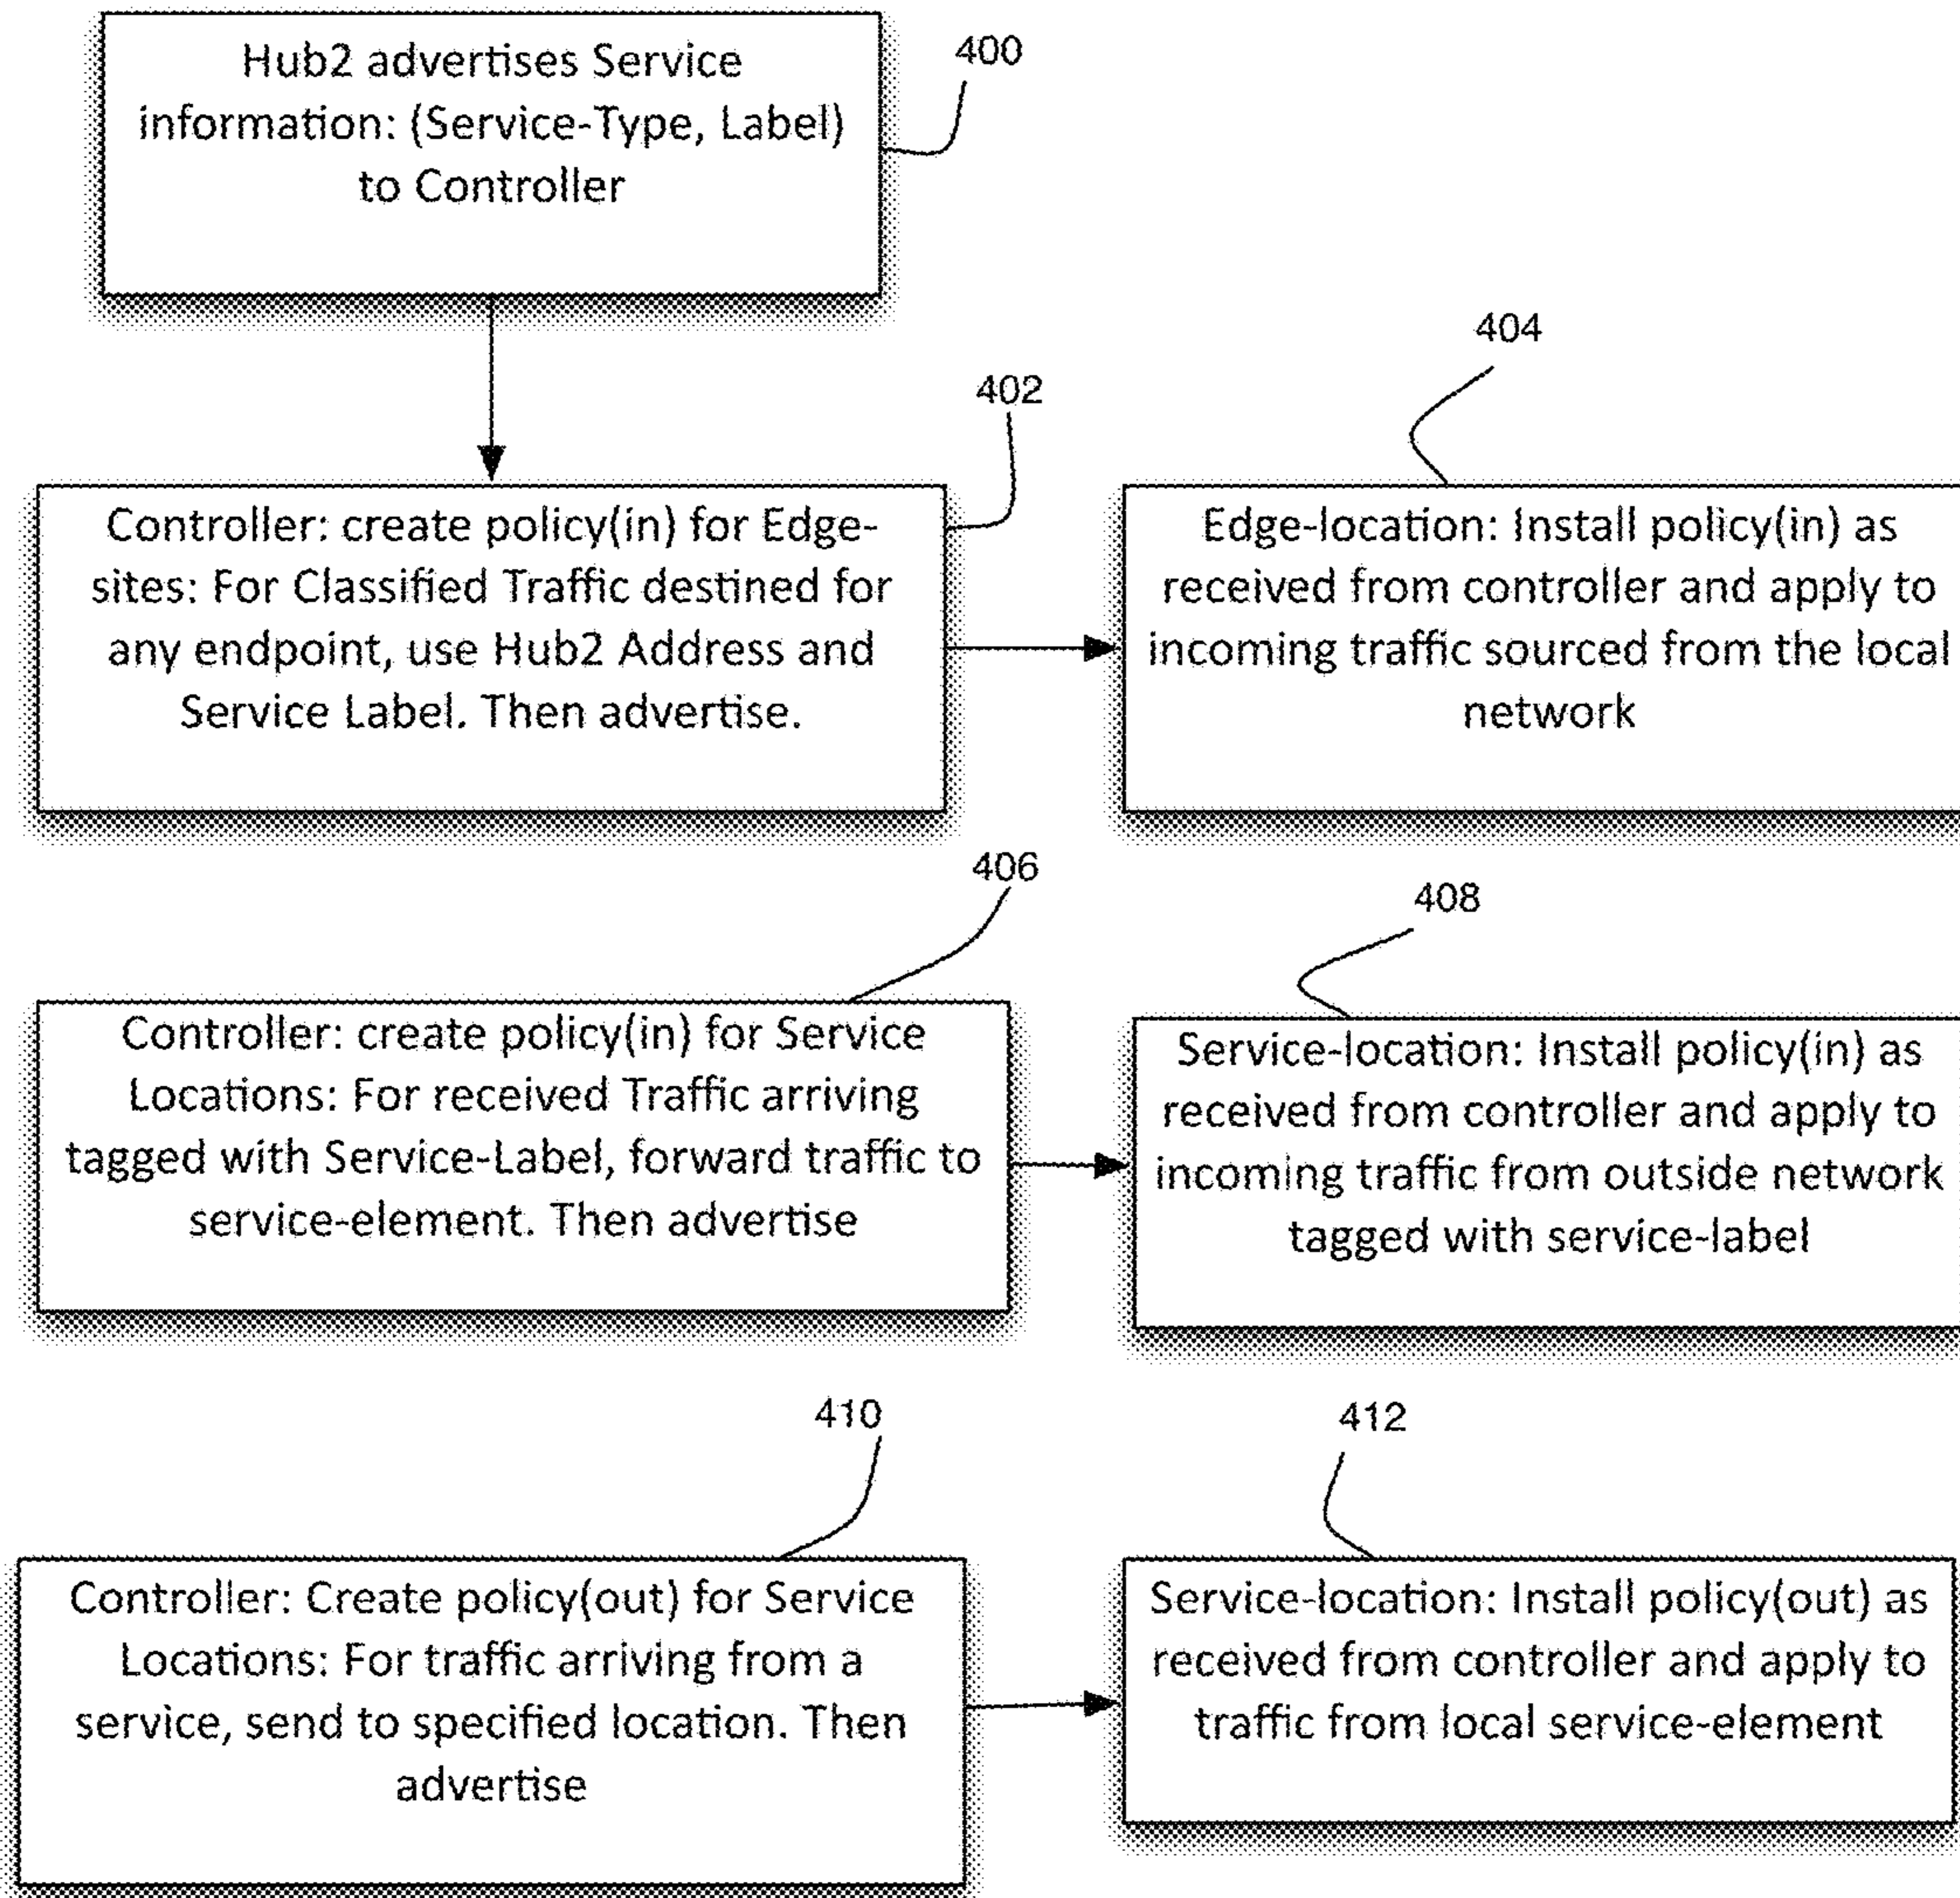 Hub2 advertises Service
information: (Service-Type, Label)
to Controller
400
402
Controller: create policy(in) for Edge-
sites: For Classified Traffic destined for
any endpoint, use Hub2 Address and
Service Label. Then advertise.
404
Edge-location: Install policy(in) as
received from controller and apply to
incoming traffic sourced from the local
network
406
Controller: create policy(in) for Service
Locations: For received Traffic arriving
tagged with Service-Label, forward traffic to
service-element. Then advertise
408
Service-location: Install policy(in) as
received from controller and apply to
incoming traffic from outside network
tagged with service-label
410
Controller: Create policy(out) for Service
Locations: For traffic arriving from a
service, send to specified location. Then
advertise
412
Service-location: Install policy(out) as
received from controller and apply to
traffic from local service-element